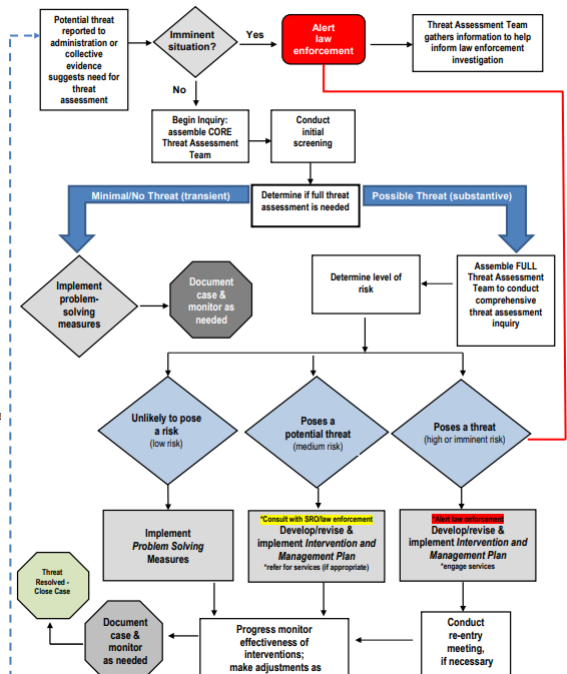 Potential threat
reported to
administration or
collective
evidence
suggests need for
threat
assessment
Imminent
situation?
Yes
Alert
law
enforcement
Threat Assessment Team
gathers information to help
inform law enforcement
investigation
No
Begin Inquiry:
assemble CORE
Threat Assessment
Team
Conduct
initial
screening
Minimal/No Threat (transient)
Determine if full threat
assessment is needed
Possible Threat (substantive)
Implement
problem-
solving
measures
Document
case &
monitor as
needed
Determine level of
risk
Assemble FULL
Threat Assessment
Team to conduct
comprehensive
threat assessment
inquiry
Unlikely to pose
a risk
(low risk)
Poses a
potential threat
(medium risk)
Poses a threat
(high or imminent risk)
Implement
Problem Solving
Measures
*Consult with SRO/law enforcement
Develop/revise &
implement Intervention and
Management Plan
*refer for services (if appropriate)
*Alert law enforcement
Develop/revise &
implement Intervention and
Management Plan
*engage services
Threat
Resolved -
Close Case
Document
case &
monitor
as needed
Progress monitor
effectiveness of
interventions;
make adjustments as
Conduct
re-entry
meeting,
if necessary